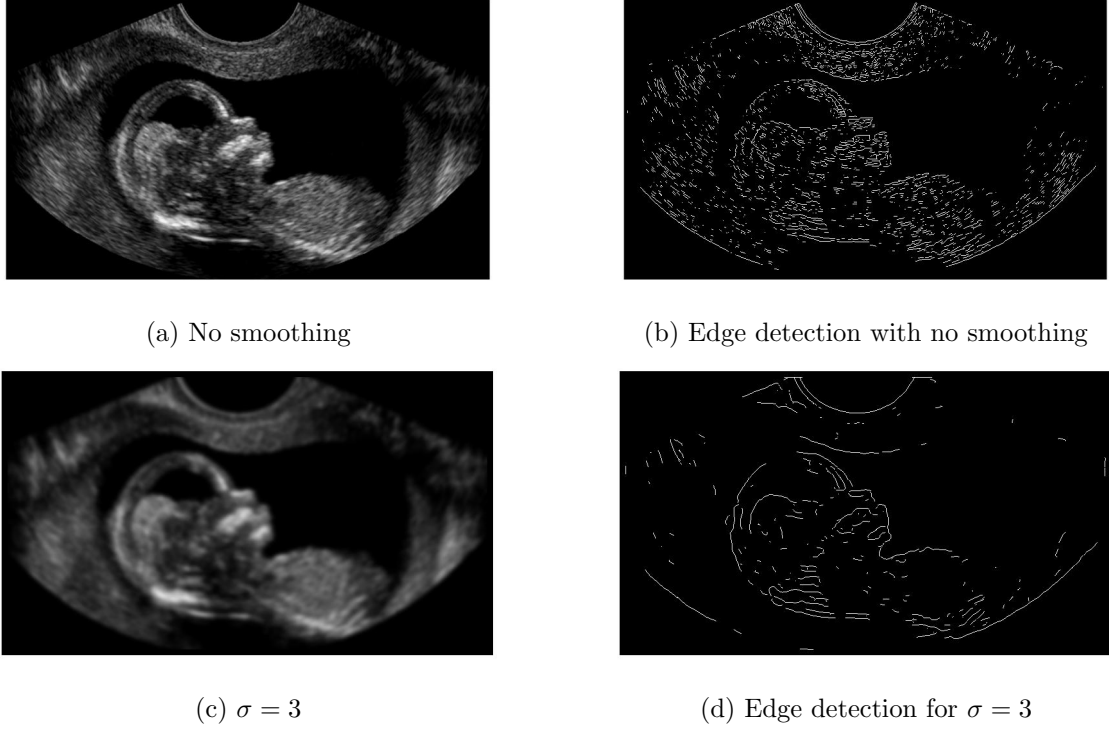 (a) No smoothing
(b) Edge detection with no smoothing
(c) σ = 3
(d) Edge detection for σ = 3